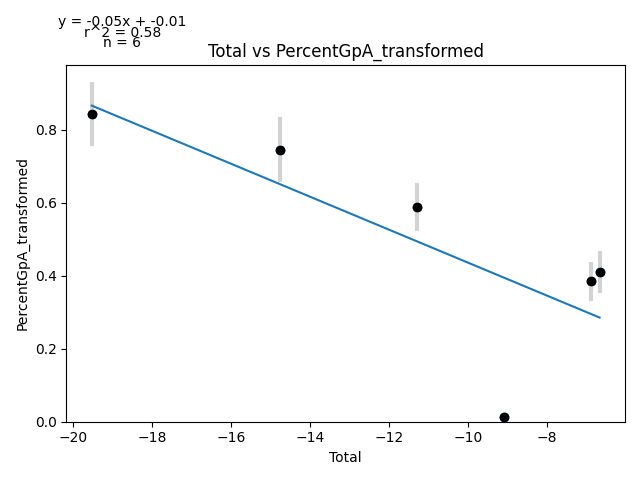 y = -0.05x + -0.01
r^2 = 0.58
n = 6
Total vs PercentGpA_transformed
PercentGpA_transformed
0.8
0.6
0.4
0.2
0.0
−20
−18
−16
−14
−12
−10
−8
Total